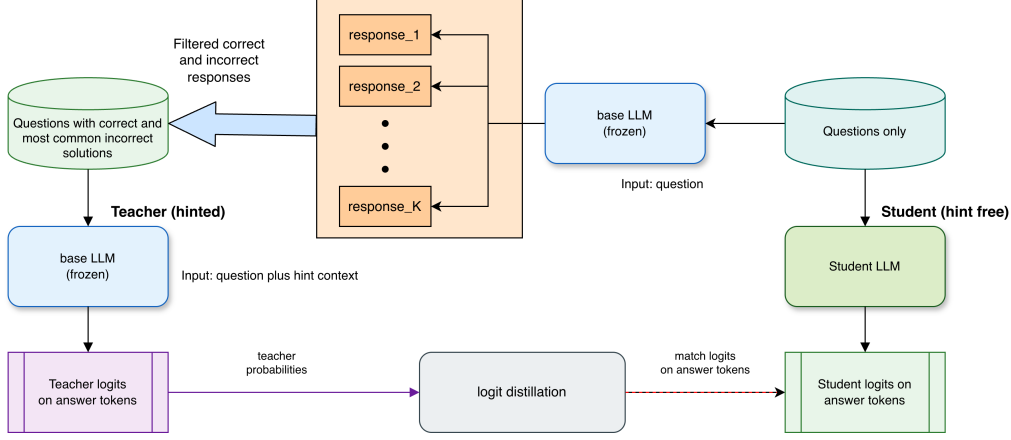 Filtered correct
and incorrect
responses
response_1
response_2
response_K
base LLM
(frozen)
Input: question
Questions only
Questions with correct and
most common incorrect
solutions
Teacher (hinted)
base LLM
(frozen)
Input: question plus hint context
Student (hint free)
Student LLM
Teacher logits
on answer tokens
teacher
probabilities
logit distillation
match logits
on answer tokens
Student logits on
answer tokens